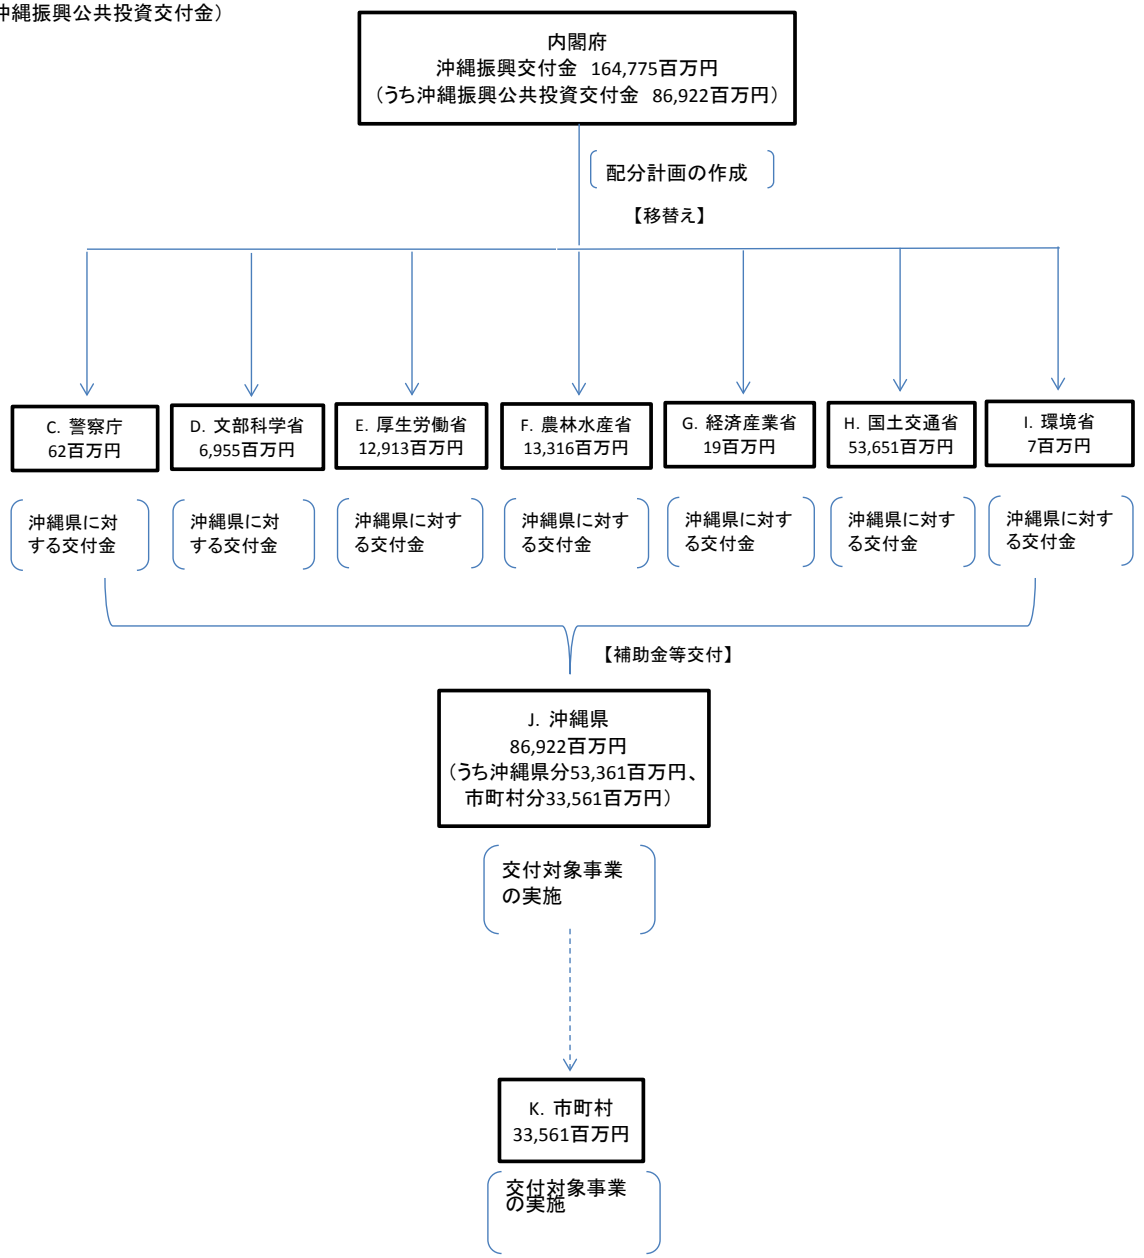 沖縄振興公共投資交付金)
内閣府
沖縄振興交付金 164,775百万円
(うち沖縄振興公共投資交付金 86,922百万円)
配分計画の作成
【移替え】
C. 警察庁
62百万円
D. 文部科学省
6,955百万円
E. 厚生労働省
12,913百万円
F. 農林水産省
13,316百万円
G. 経済産業省
19百万円
H. 国土交通省
53,651百万円
I. 環境省
7百万円
沖縄県に対
する交付金
沖縄県に対
する交付金
沖縄県に対す
る交付金
沖縄県に対す
る交付金
沖縄県に対す
る交付金
沖縄県に対す
る交付金
沖縄県に対す
る交付金
【補助金等交付】
J. 沖縄県
86,922百万円
(うち沖縄県分53,361百万円、
市町村分33,561百万円)
交付対象事業
の実施
K. 市町村
33,561百万円
交付対象事業
の実施